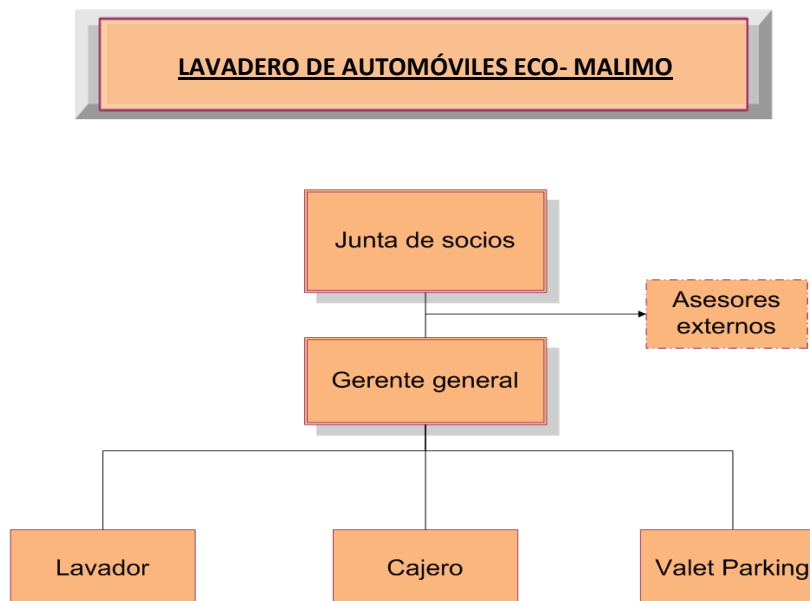 LAVADERO DE AUTOMÓVILES ECO- MALIMO
Junta de socios
Asesores
externos
Gerente general
Lavador
Cajero
Valet Parking